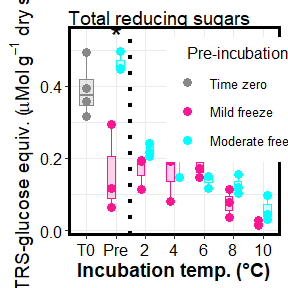 Total reducing sugars
TRS-glucose equiv. (μMol g⁻¹ dry
*
Pre-incubation
Time zero
Mild freeze
Moderate
0.4
0.2
0.0
T0 Pre 2 4 6 8 10
Incubation temp. (°C)